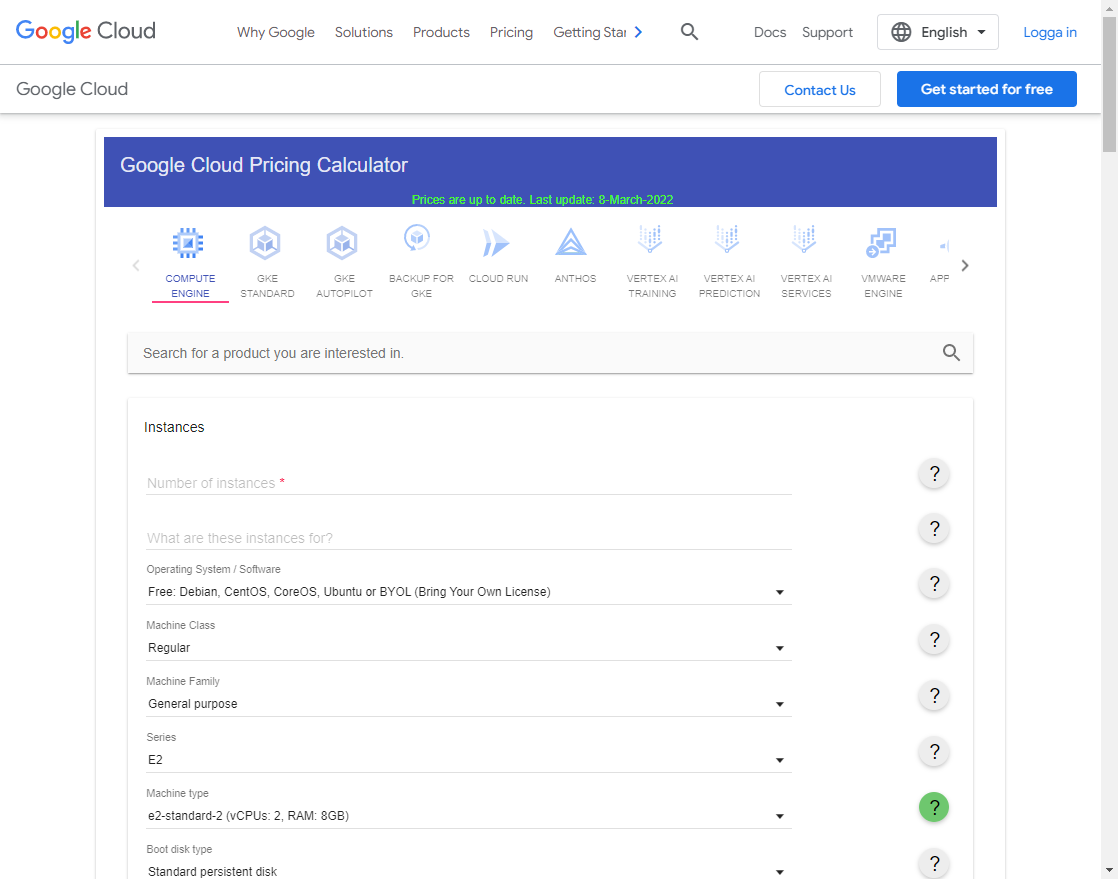 Google Cloud
Why Google Solutions Products Pricing Getting Star Docs Support English Logga in
Google Cloud Contact Us Get started for free
Google Cloud Pricing Calculator
Prices are up to date. Last update: 8-March-2022
COMPUTE ENGINE
GKE STANDARD
GKE AUTOPILOT
BACKUP FOR GKE
CLOUD RUN
ANTHOS
VERTEX AI TRAINING
VERTEX AI PREDICTION
VERTEX AI SERVICES
VMWARE ENGINE
APP
Search for a product you are interested in.
Instances
Number of instances * ?
What are these instances for? ?
Operating System / Software
Free: Debian, CentOS, CoreOS, Ubuntu or BYOL (Bring Your Own License) ?
Machine Class
Regular ?
Machine Family
General purpose ?
Series
E2 ?
Machine type
e2-standard-2 (vCPUs: 2, RAM: 8GB) ?
Boot disk type
Standard persistent disk ?